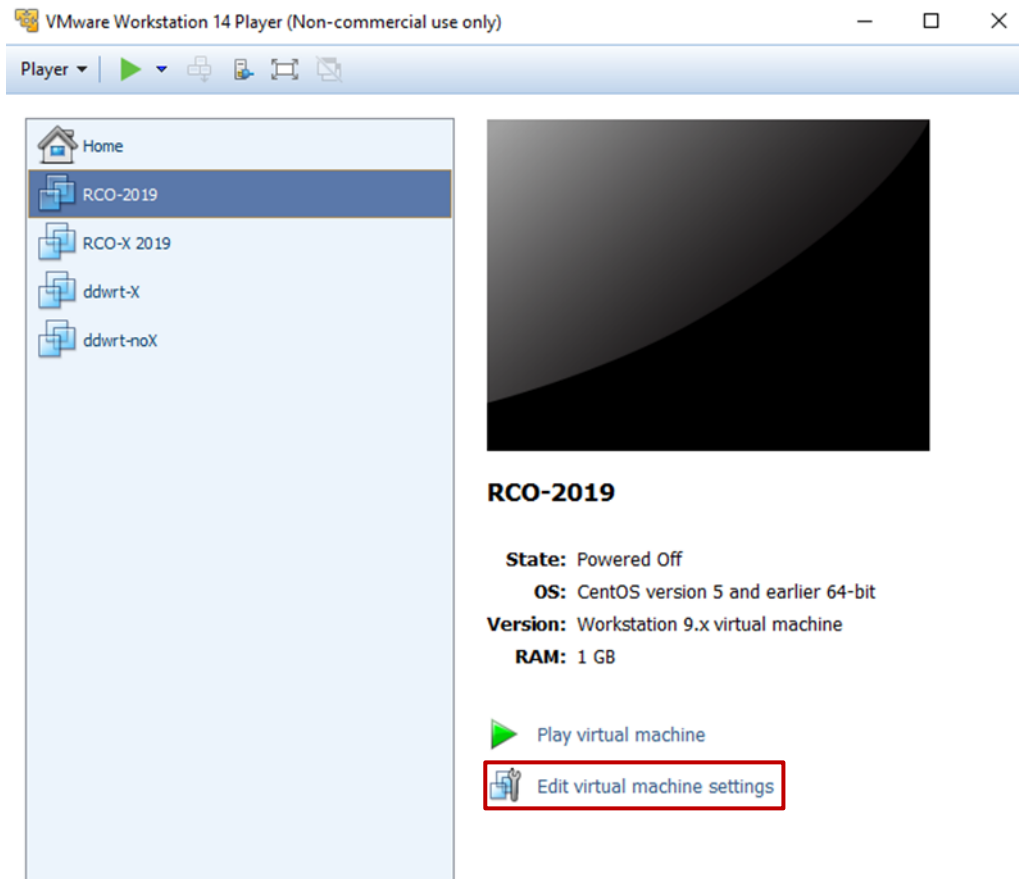 VMware Workstation 14 Player (Non-commercial use only)
Player
Home
RCO-2019
RCO-X 2019
ddwrt-X
ddwrt-noX
RCO-2019
State: Powered Off
OS: CentOS version 5 and earlier 64-bit
Version: Workstation 9.x virtual machine
RAM: 1 GB
Play virtual machine
Edit virtual machine settings